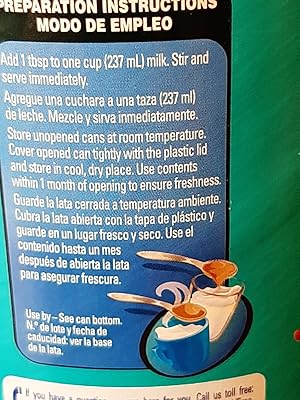 PREPARATION INSTRUCTIONS
MODO DE EMPLEO
Add 1 tbsp to one cup (237 mL) milk. Stir and
serve immediately.
Agregue una cuchara a una taza (237 ml)
de leche. Mezcle y sirva inmediatamente.
Store unopened cans at room temperature.
Cover opened can tightly with the plastic lid
and store in cool, dry place. Use contents
within 1 month of opening to ensure freshness.
Guarde la lata cerrada a temperatura ambiente.
Cubra la lata abierta con la tapa de plástico y
guarde en un lugar fresco y seco. Use el
contenido hasta un mes
después de abierta la lata
para asegurar frescura.
Use by – See can bottom.
N.º de lote y fecha de
caducidad: ver la base
de la lata.
If you have a question
for you. Call us toll free: